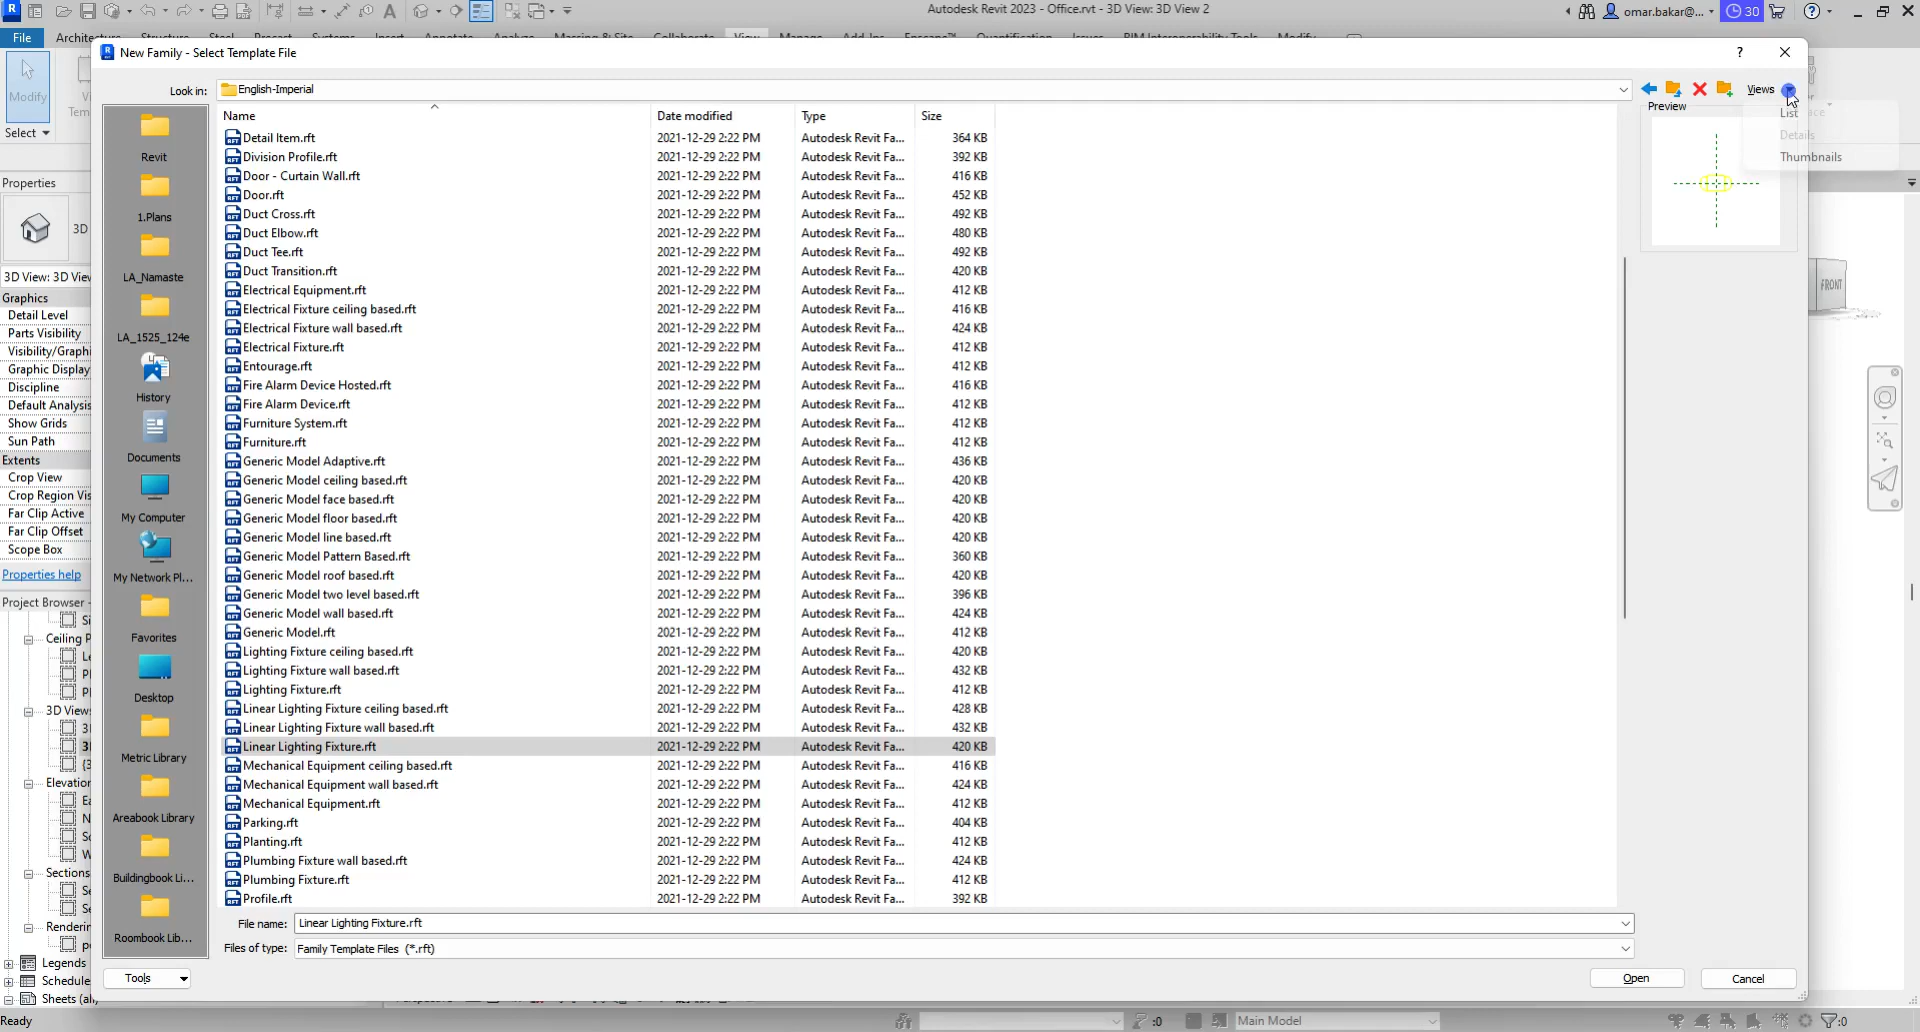 Autodesk Revit 2023 - Office.rvt - 3D View: 3D View 2
omar.bakar@...
30
File
View
New Family - Select Template File
Modify
Select
Look in:
English-Imperial
Views
Preview
List
Details
Thumbnails
Name
Date modified
Type
Size
Detail Item.rft 2021-12-29 2:22 PM Autodesk Revit Fa... 364 KB
Division Profile.rft 2021-12-29 2:22 PM Autodesk Revit Fa... 392 KB
Door - Curtain Wall.rft 2021-12-29 2:22 PM Autodesk Revit Fa... 416 KB
Door.rft 2021-12-29 2:22 PM Autodesk Revit Fa... 452 KB
Duct Cross.rft 2021-12-29 2:22 PM Autodesk Revit Fa... 492 KB
Duct Elbow.rft 2021-12-29 2:22 PM Autodesk Revit Fa... 480 KB
Duct Tee.rft 2021-12-29 2:22 PM Autodesk Revit Fa... 492 KB
Duct Transition.rft 2021-12-29 2:22 PM Autodesk Revit Fa... 420 KB
Electrical Equipment.rft 2021-12-29 2:22 PM Autodesk Revit Fa... 412 KB
Electrical Fixture ceiling based.rft 2021-12-29 2:22 PM Autodesk Revit Fa... 416 KB
Electrical Fixture wall based.rft 2021-12-29 2:22 PM Autodesk Revit Fa... 424 KB
Electrical Fixture.rft 2021-12-29 2:22 PM Autodesk Revit Fa... 412 KB
Entourage.rft 2021-12-29 2:22 PM Autodesk Revit Fa... 412 KB
Fire Alarm Device Hosted.rft 2021-12-29 2:22 PM Autodesk Revit Fa... 416 KB
Fire Alarm Device.rft 2021-12-29 2:22 PM Autodesk Revit Fa... 412 KB
Furniture System.rft 2021-12-29 2:22 PM Autodesk Revit Fa... 412 KB
Furniture.rft 2021-12-29 2:22 PM Autodesk Revit Fa... 412 KB
Generic Model Adaptive.rft 2021-12-29 2:22 PM Autodesk Revit Fa... 436 KB
Generic Model ceiling based.rft 2021-12-29 2:22 PM Autodesk Revit Fa... 420 KB
Generic Model face based.rft 2021-12-29 2:22 PM Autodesk Revit Fa... 420 KB
Generic Model floor based.rft 2021-12-29 2:22 PM Autodesk Revit Fa... 420 KB
Generic Model line based.rft 2021-12-29 2:22 PM Autodesk Revit Fa... 420 KB
Generic Model Pattern Based.rft 2021-12-29 2:22 PM Autodesk Revit Fa... 360 KB
Generic Model roof based.rft 2021-12-29 2:22 PM Autodesk Revit Fa... 420 KB
Generic Model two level based.rft 2021-12-29 2:22 PM Autodesk Revit Fa... 396 KB
Generic Model wall based.rft 2021-12-29 2:22 PM Autodesk Revit Fa... 424 KB
Generic Model.rft 2021-12-29 2:22 PM Autodesk Revit Fa... 412 KB
Lighting Fixture ceiling based.rft 2021-12-29 2:22 PM Autodesk Revit Fa... 420 KB
Lighting Fixture wall based.rft 2021-12-29 2:22 PM Autodesk Revit Fa... 432 KB
Lighting Fixture.rft 2021-12-29 2:22 PM Autodesk Revit Fa... 412 KB
Linear Lighting Fixture ceiling based.rft 2021-12-29 2:22 PM Autodesk Revit Fa... 428 KB
Linear Lighting Fixture wall based.rft 2021-12-29 2:22 PM Autodesk Revit Fa... 432 KB
Linear Lighting Fixture.rft 2021-12-29 2:22 PM Autodesk Revit Fa... 420 KB
Mechanical Equipment ceiling based.rft 2021-12-29 2:22 PM Autodesk Revit Fa... 416 KB
Mechanical Equipment wall based.rft 2021-12-29 2:22 PM Autodesk Revit Fa... 424 KB
Mechanical Equipment.rft 2021-12-29 2:22 PM Autodesk Revit Fa... 412 KB
Parking.rft 2021-12-29 2:22 PM Autodesk Revit Fa... 404 KB
Planting.rft 2021-12-29 2:22 PM Autodesk Revit Fa... 412 KB
Plumbing Fixture wall based.rft 2021-12-29 2:22 PM Autodesk Revit Fa... 424 KB
Plumbing Fixture.rft 2021-12-29 2:22 PM Autodesk Revit Fa... 412 KB
Profile.rft 2021-12-29 2:22 PM Autodesk Revit Fa... 392 KB
Revit
1.Plans
LA_Namaste
LA_1525_124e
History
Documents
My Computer
My Network Pl...
Favorites
Desktop
Metric Library
Areabook Library
Buildingbook Li...
Roombook Lib...
File name: Linear Lighting Fixture.rft
Files of type: Family Template Files (*.rft)
Tools
Open
Cancel
Properties
3D
3D View: 3D Vie
Graphics
Detail Level
Parts Visibility
Visibility/Graphi
Graphic Display
Discipline
Default Analysis
Show Grids
Sun Path
Extents
Crop View
Crop Region Vis
Far Clip Active
Far Clip Offset
Scope Box
Properties help
Project Browser -
Ceiling P
3D Views
Elevation
Sections
Renderin
Legends
Schedule
Sheets (all)
FRONT
Ready
:0
Main Model
:0